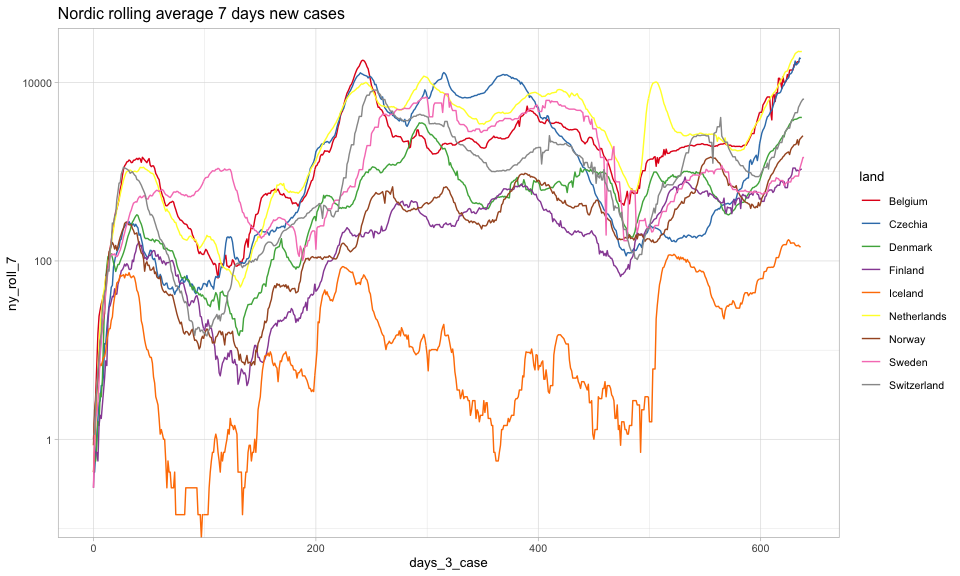 Nordic rolling average 7 days new cases
ny_roll_7
10000
100
1
0
200
400
600
days_3_case
land
Belgium
Czechia
Denmark
Finland
Iceland
Netherlands
Norway
Sweden
Switzerland